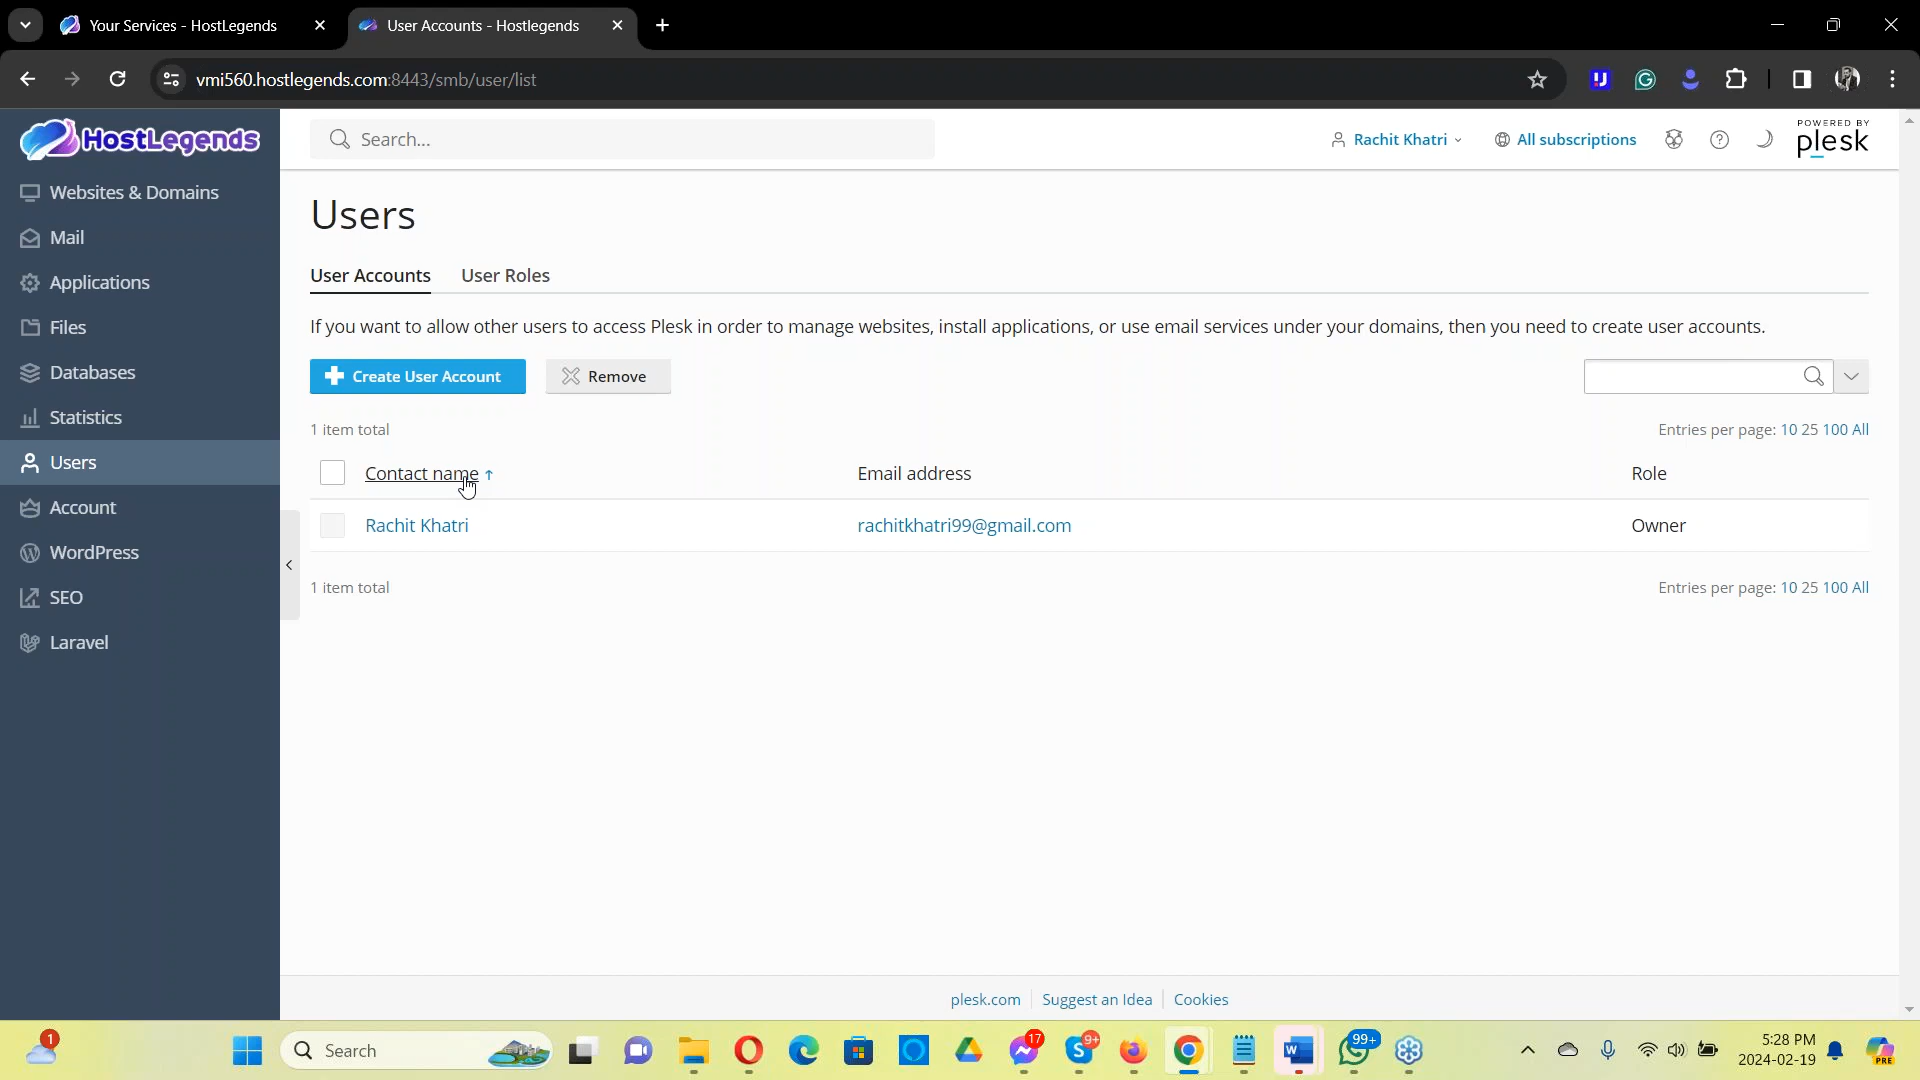 Your Services - HostLegends
User Accounts - Hostlegends
vmi560.hostlegends.com:8443/smb/user/list
HostLegends
Search...
Rachit Khatri
All subscriptions
POWERED BY
plesk
Websites & Domains
Mail
Applications
Files
Databases
Statistics
Users
Account
WordPress
SEO
Laravel
Users
User Accounts User Roles
If you want to allow other users to access Plesk in order to manage websites, install applications, or use email services under your domains, then you need to create user accounts.
Create User Account Remove
1 item total Entries per page: 10 25 100 All
Contact name ↑ Email address Role
Rachit Khatri rachitkhatri99@gmail.com Owner
1 item total Entries per page: 10 25 100 All
plesk.com Suggest an Idea Cookies
1
Search
17
9+
99+
5:28 PM
2024-02-19
PRE